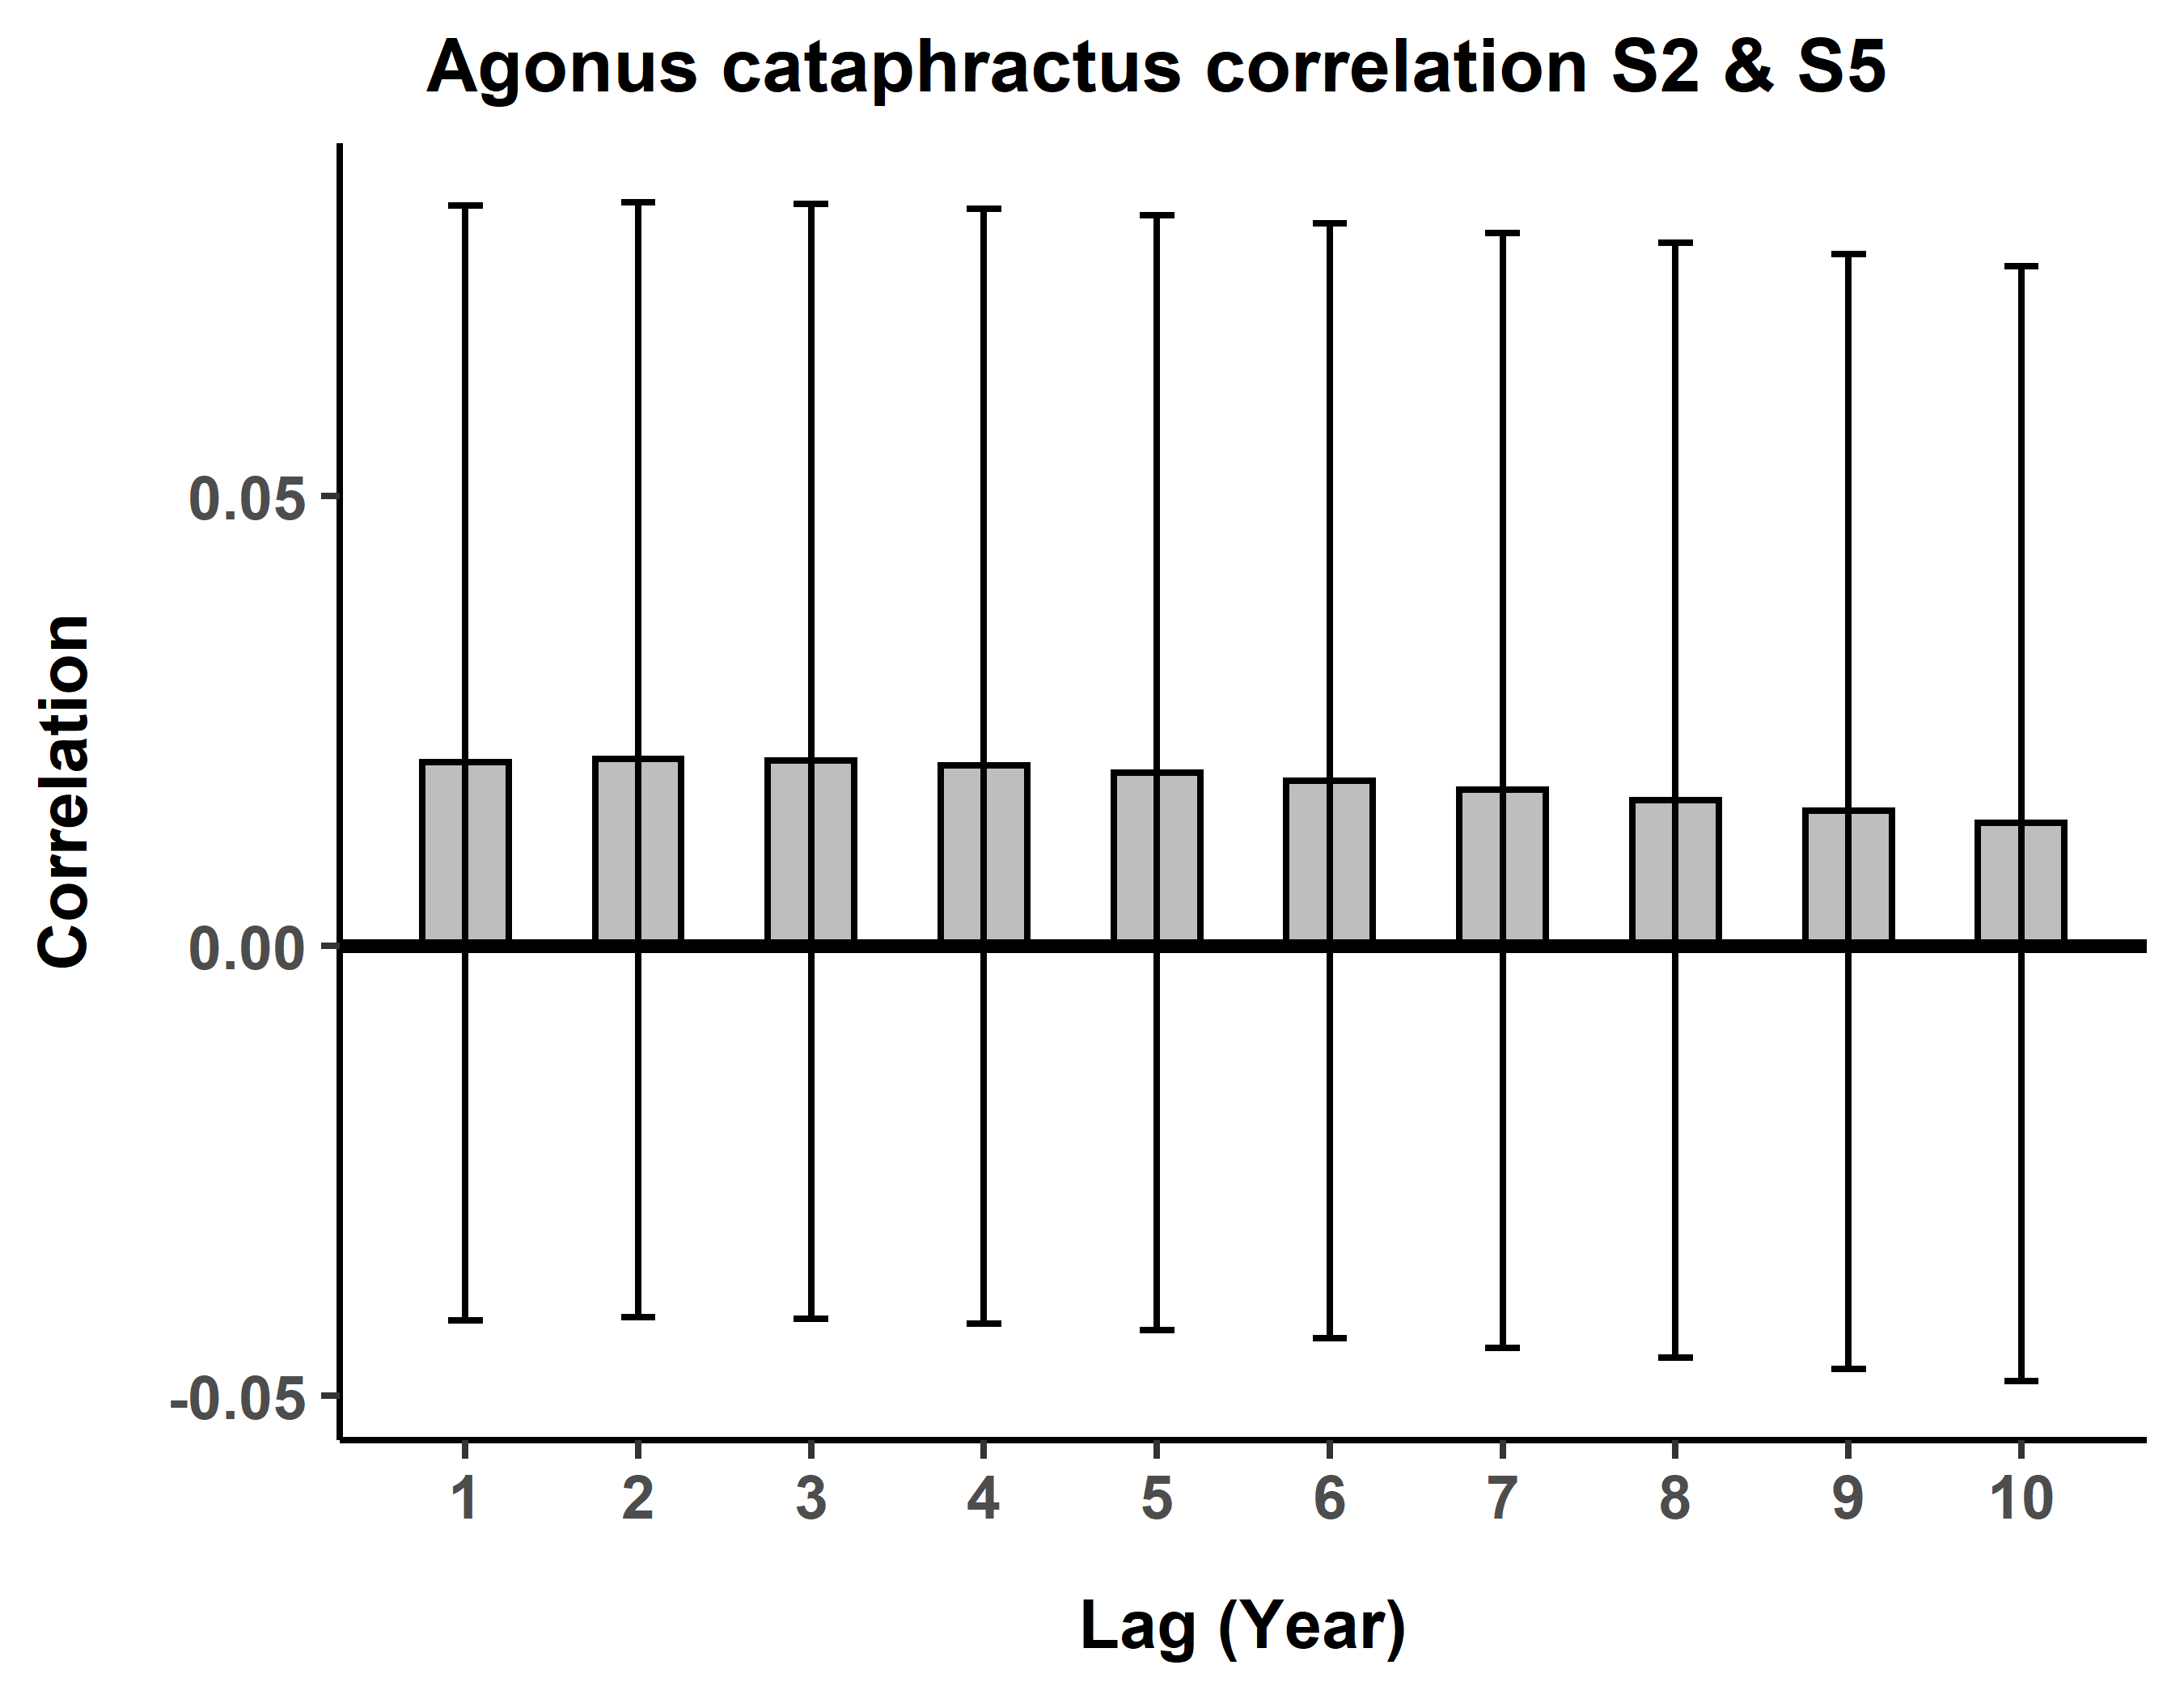 Agonus cataphractus correlation S2 & S5
Correlation
0.05
0.00
-0.05
1 2 3 4 5 6 7 8 9 10
Lag (Year)